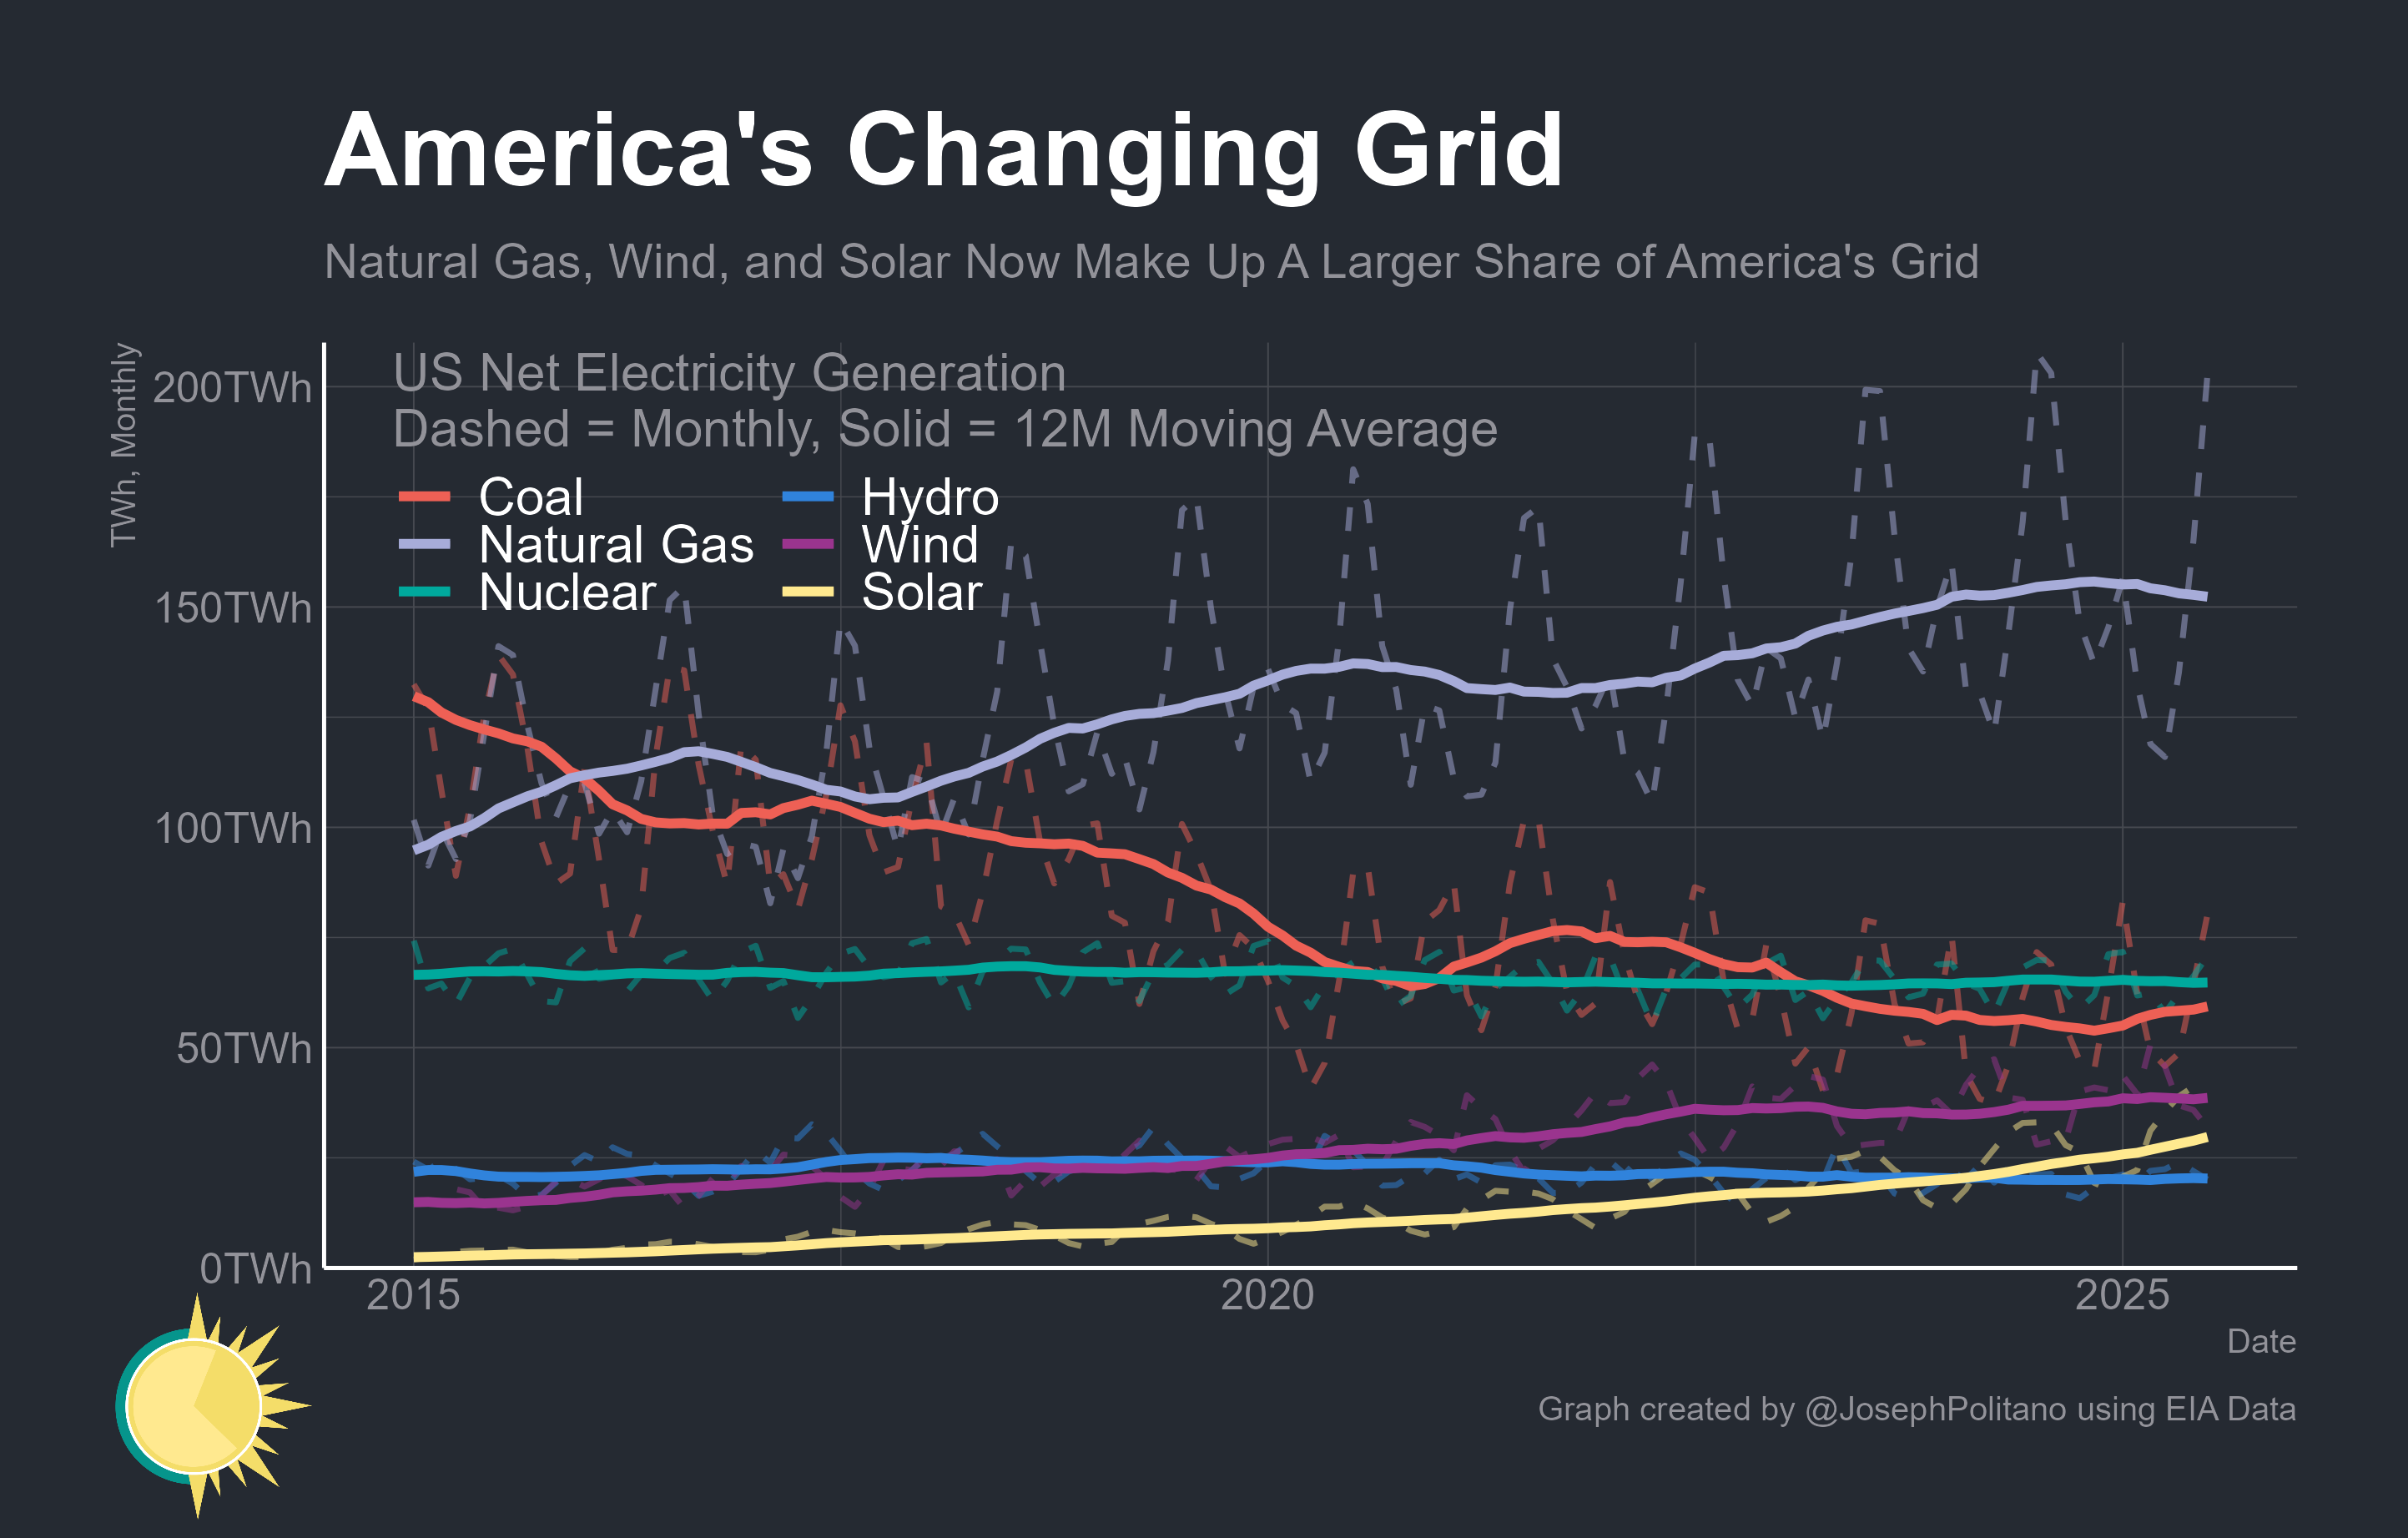 America's Changing Grid
Natural Gas, Wind, and Solar Now Make Up A Larger Share of America's Grid
TWh, Monthly
US Net Electricity Generation
Dashed = Monthly, Solid = 12M Moving Average
Coal
Natural Gas
Nuclear
Hydro
Wind
Solar
200TWh
150TWh
100TWh
50TWh
0TWh
2015
2020
2025
Date
Graph created by @JosephPolitano using EIA Data